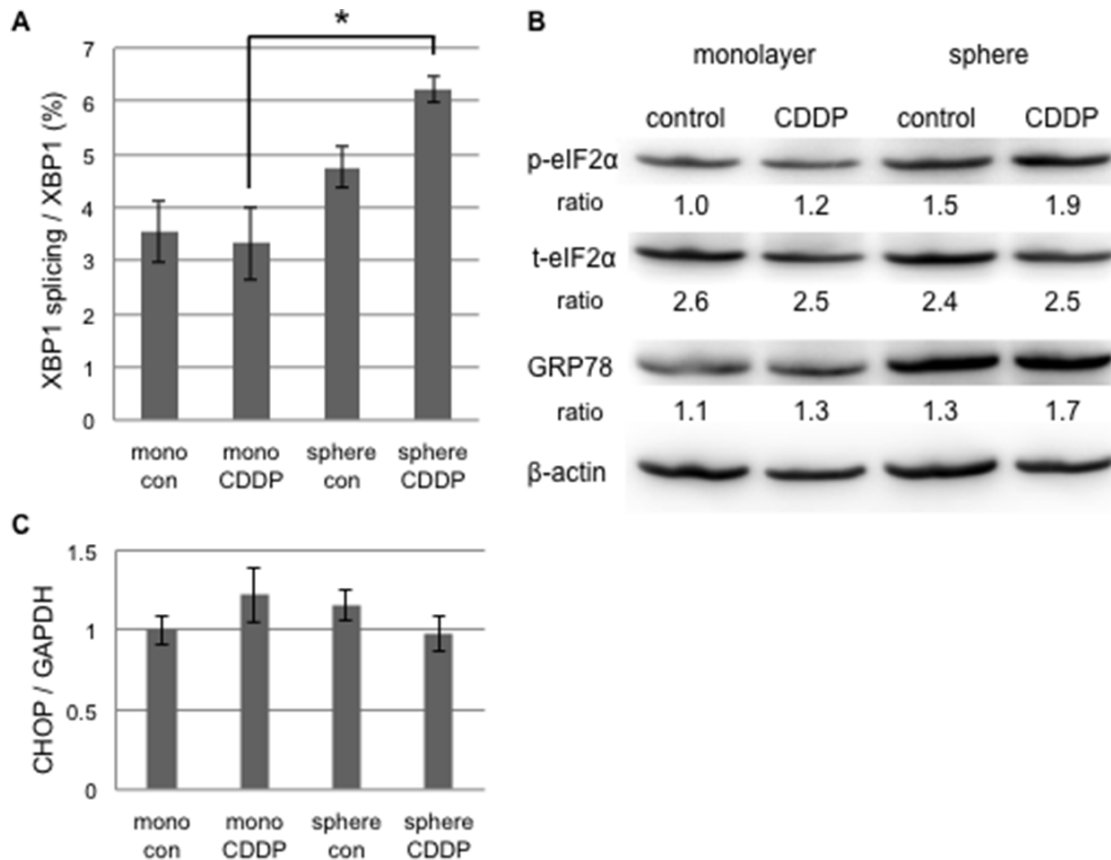 A
*
XBP1 splicing / XBP1 (%)
7
6
5
4
3
2
1
0
mono con
mono CDDP
sphere con
sphere CDDP
B
monolayer sphere
control CDDP control CDDP
p-eIF2α
ratio 1.0 1.2 1.5 1.9
t-eIF2α
ratio 2.6 2.5 2.4 2.5
GRP78
ratio 1.1 1.3 1.3 1.7
β-actin
C
CHOP / GAPDH
1.5
1
0.5
0
mono con
mono CDDP
sphere con
sphere CDDP